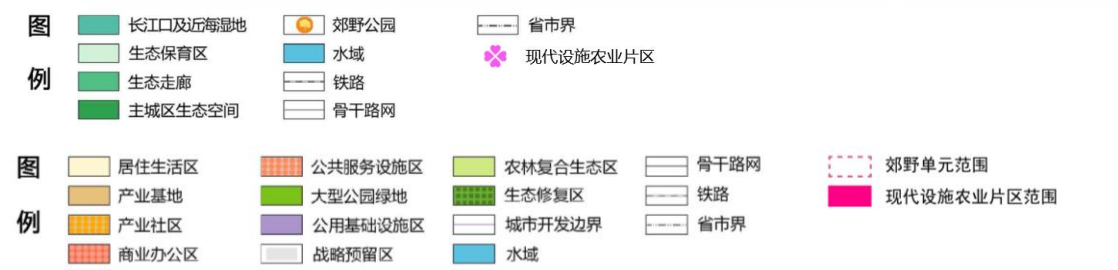 图 长江口及近海湿地 郊野公园 省市界
生态保育区 水域 现代设施农业片区
例 生态走廊 铁路
主城区生态空间 骨干路网
图 居住生活区 公共服务设施区 农林复合生态区 骨干路网 郊野单元范围
产业基地 大型公园绿地 生态修复区 铁路 现代设施农业片区范围
例 产业社区 公用基础设施区 城市开发边界 省市界
商业办公区 战略预留区 水域